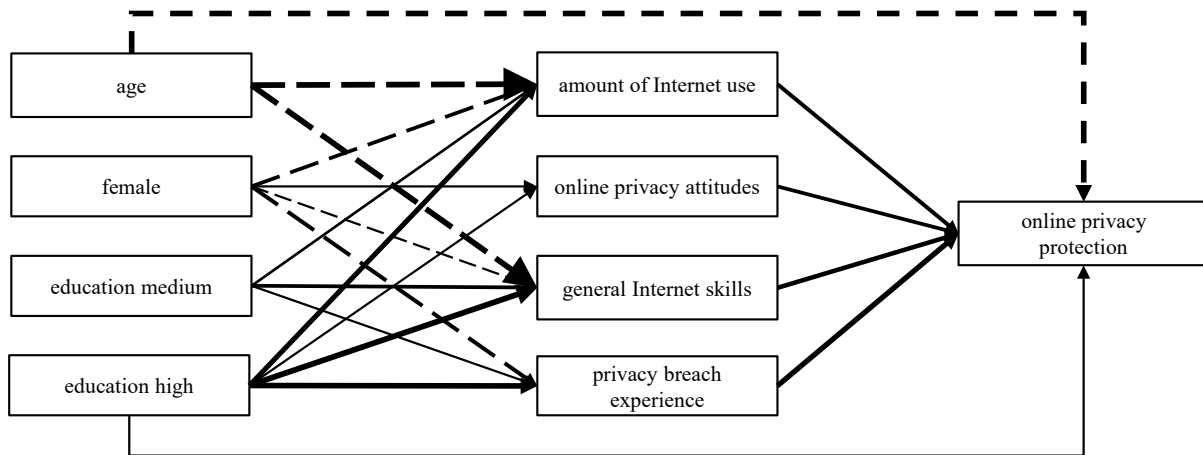 age
amount of Internet use
female
online privacy attitudes
online privacy
protection
education medium
general Internet skills
education high
privacy breach
experience